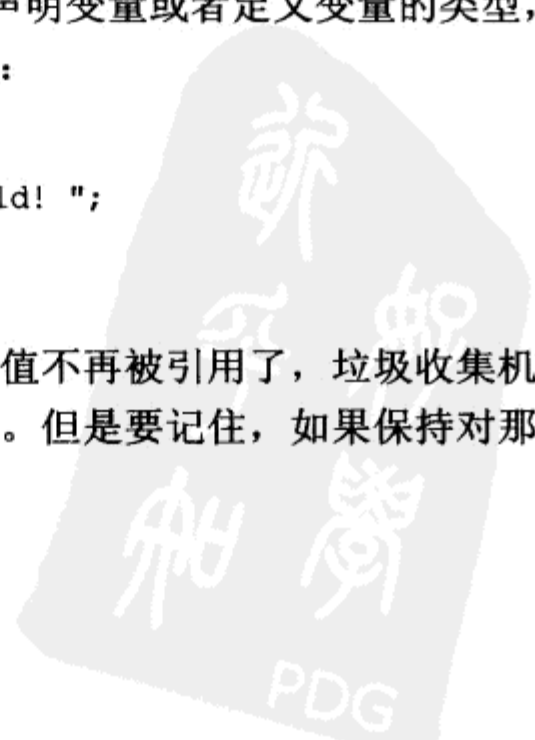 声明变量或者定义变量的类型，
：
ld! ";
值不再被引用了，垃圾收集机
。但是要记住，如果保持对那
PDG